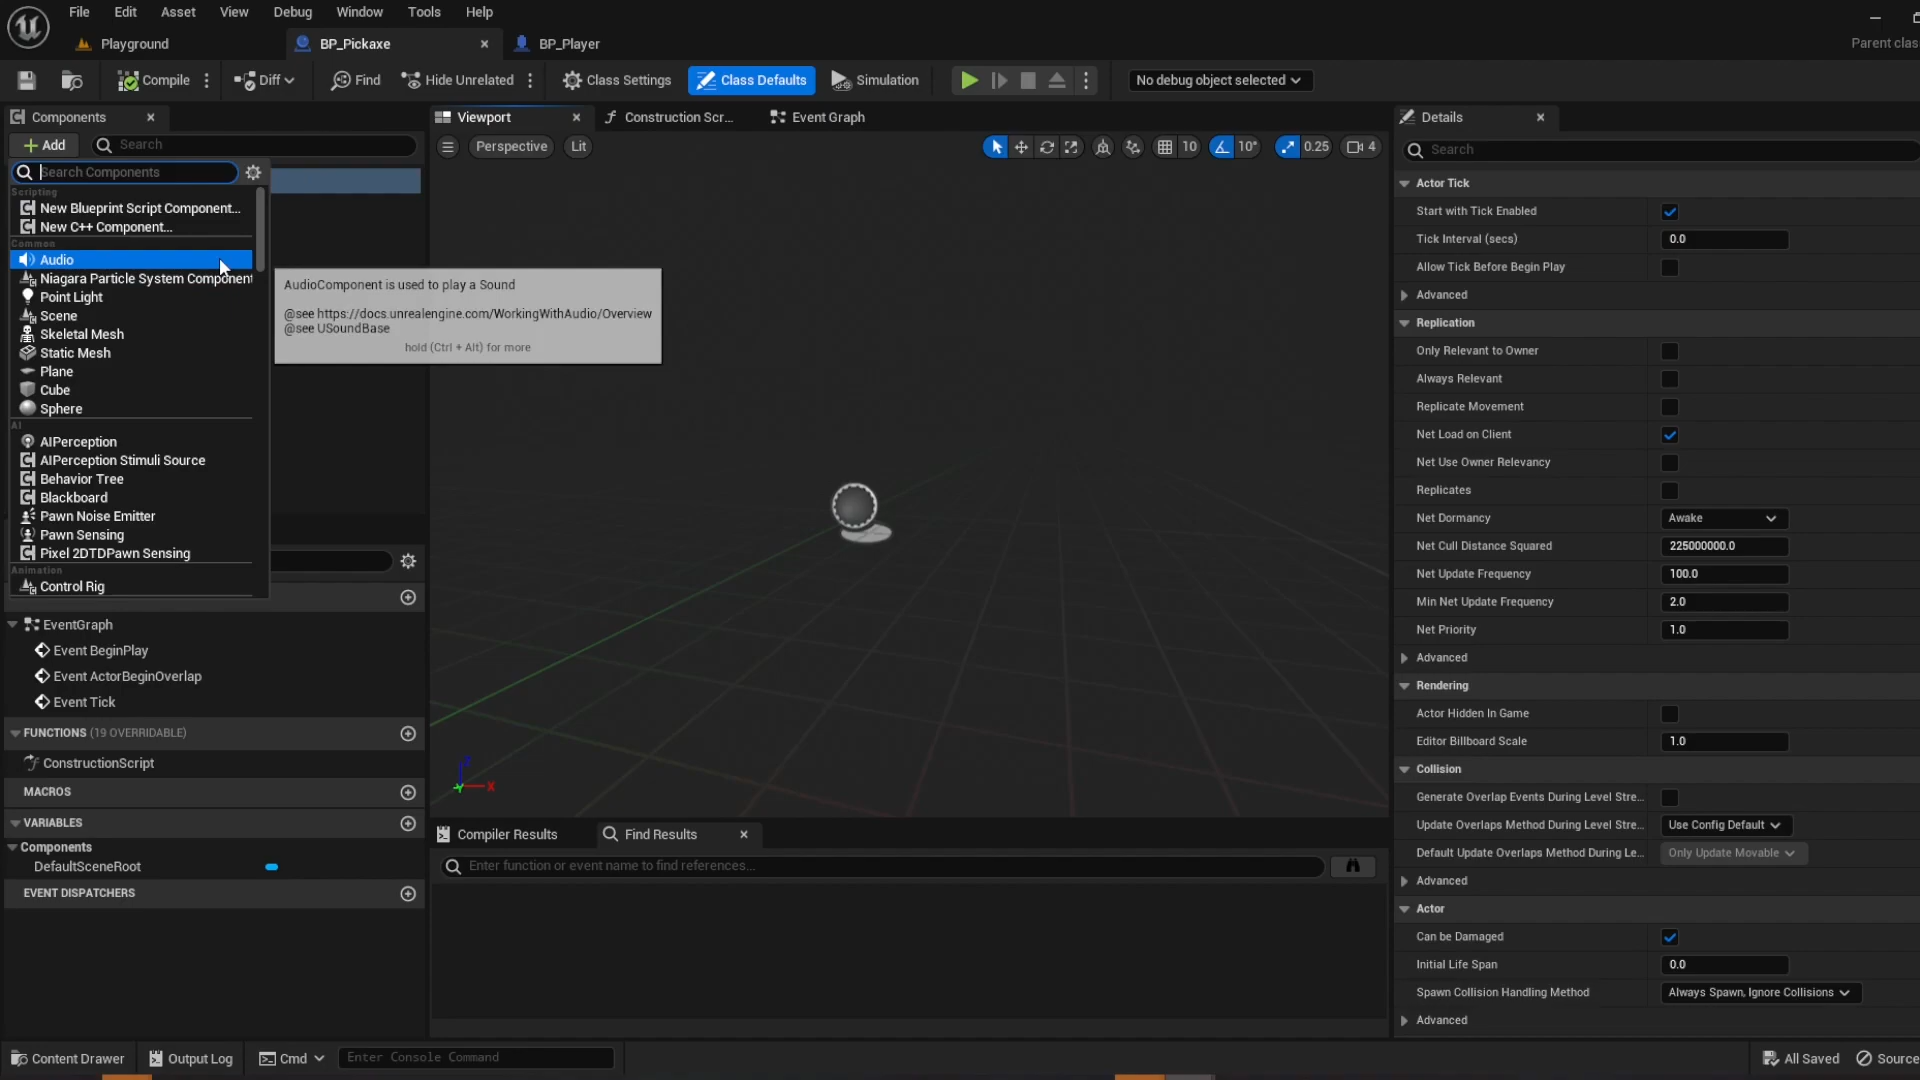 File Edit Asset View Debug Window Tools Help
Playground BP_Pickaxe BP_Player
Parent clas
Compile Diff Find Hide Unrelated Class Settings Class Defaults Simulation No debug object selected
Components Viewport Construction Scr... Event Graph Details
Add Search Perspective Lit 10 10° 0.25 4 Search
Search Components
Scripting
New Blueprint Script Component...
New C++ Component...
Common
Audio
Niagara Particle System Component
Point Light
Scene
Skeletal Mesh
Static Mesh
Plane
Cube
Sphere
AI
AIPerception
AIPerception Stimuli Source
Behavior Tree
Blackboard
Pawn Noise Emitter
Pawn Sensing
Pixel 2DTDPawn Sensing
Animation
Control Rig
AudioComponent is used to play a Sound
@see https://docs.unrealengine.com/WorkingWithAudio/Overview
@see USoundBase
hold (Ctrl + Alt) for more
EventGraph
Event BeginPlay
Event ActorBeginOverlap
Event Tick
FUNCTIONS (19 OVERRIDABLE)
ConstructionScript
MACROS
VARIABLES
Components
DefaultSceneRoot
EVENT DISPATCHERS
Z
Y X
Compiler Results Find Results
Enter function or event name to find references...
Actor Tick
Start with Tick Enabled
Tick Interval (secs) 0.0
Allow Tick Before Begin Play
Advanced
Replication
Only Relevant to Owner
Always Relevant
Replicate Movement
Net Load on Client
Net Use Owner Relevancy
Replicates
Net Dormancy Awake
Net Cull Distance Squared 225000000.0
Net Update Frequency 100.0
Min Net Update Frequency 2.0
Net Priority 1.0
Advanced
Rendering
Actor Hidden In Game
Editor Billboard Scale 1.0
Collision
Generate Overlap Events During Level Stre...
Update Overlaps Method During Level Stre... Use Config Default
Default Update Overlaps Method During Le... Only Update Movable
Advanced
Actor
Can be Damaged
Initial Life Span 0.0
Spawn Collision Handling Method Always Spawn, Ignore Collisions
Advanced
Content Drawer Output Log Cmd Enter Console Command All Saved Source